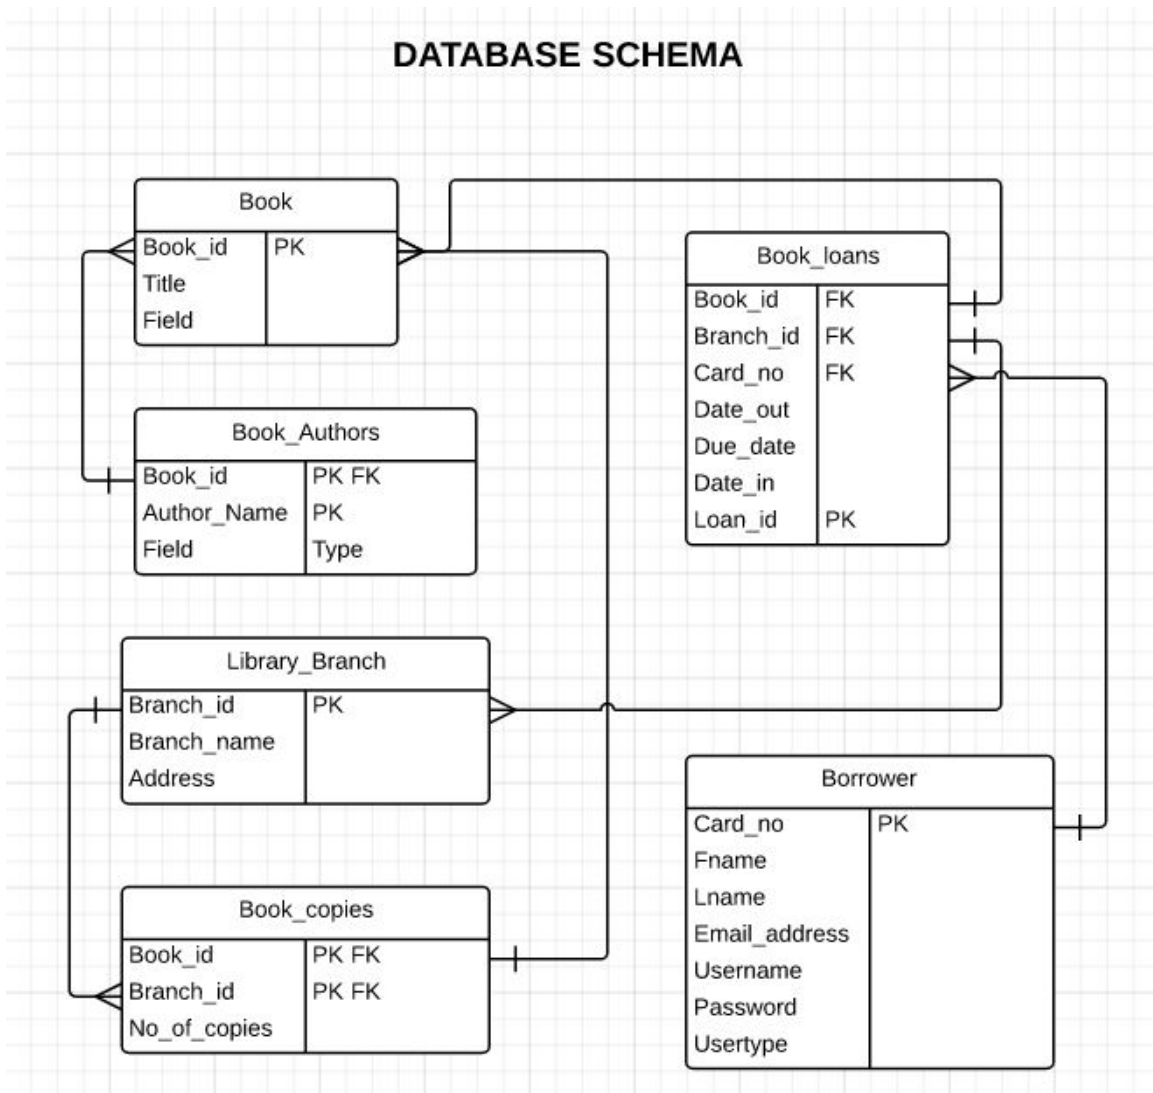 DATABASE SCHEMA
Book
Book_id PK
Title
Field
Book_Authors
Book_id PK FK
Author_Name PK
Field Type
Library_Branch
Branch_id PK
Branch_name
Address
Book_copies
Book_id PK FK
Branch_id PK FK
No_of_copies
Book_loans
Book_id FK
Branch_id FK
Card_no FK
Date_out
Due_date
Date_in
Loan_id PK
Borrower
Card_no PK
Fname
Lname
Email_address
Username
Password
Usertype